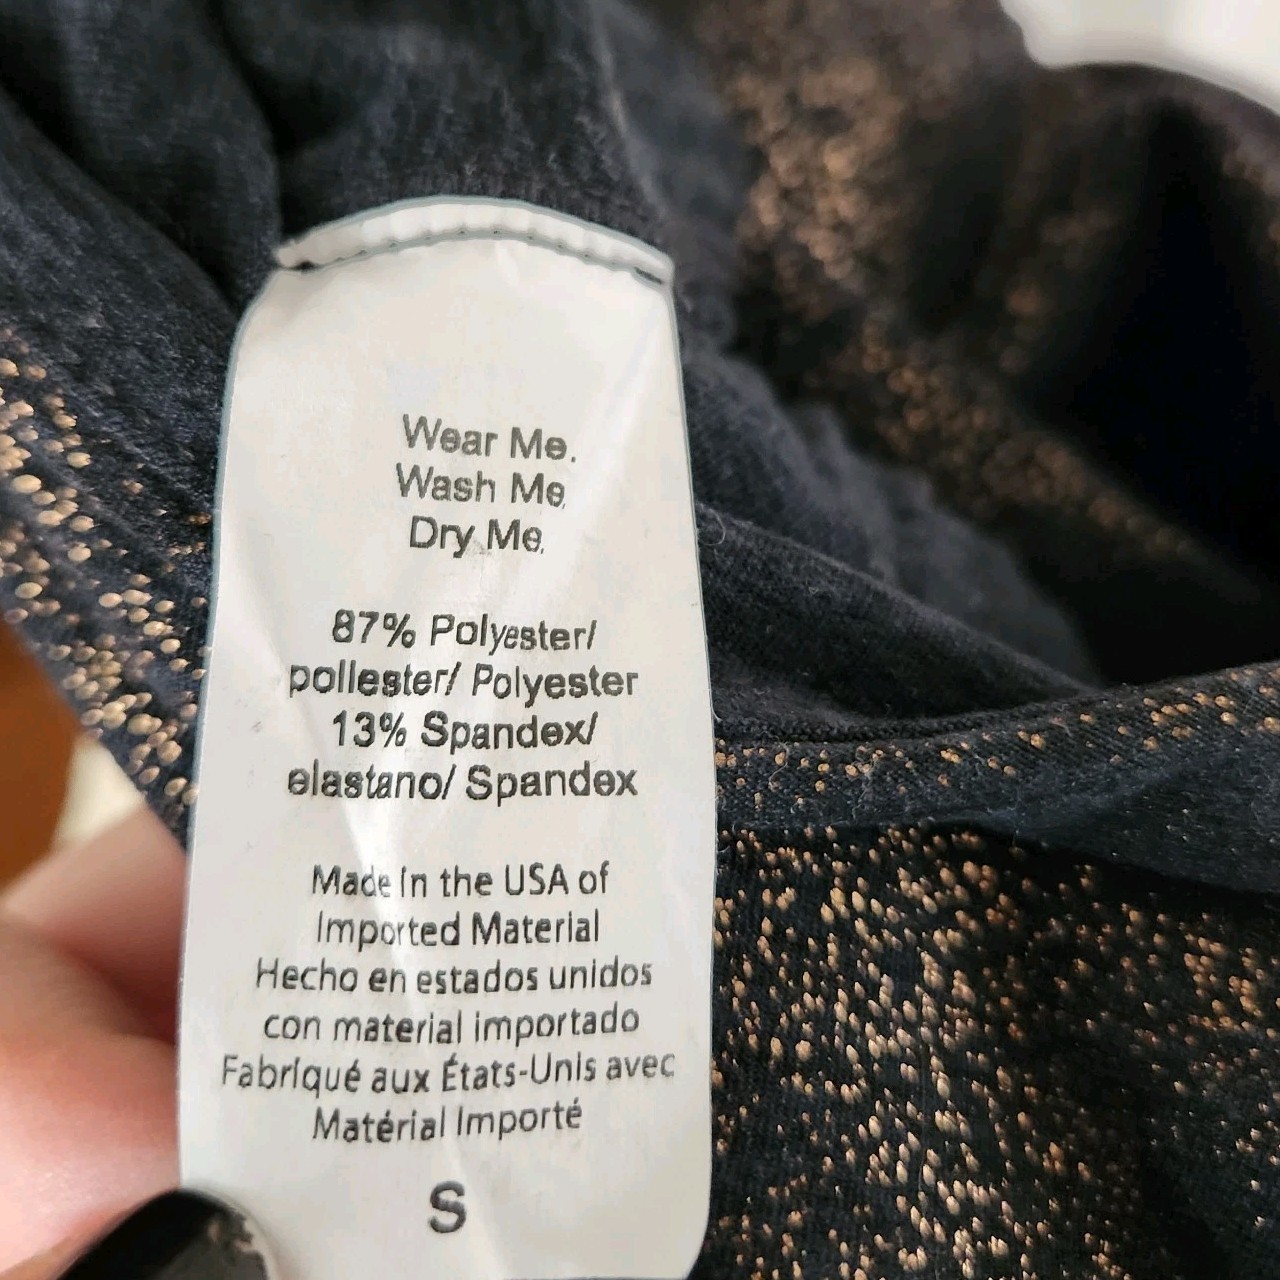 Wear Me.
Wash Me.
Dry Me.
87% Polyester/
poliester/ Polyester
13% Spandex/
elastano/ Spandex
Made in the USA of
Imported Material
Hecho en estados unidos
con material importado
Fabriqué aux États-Unis avec
Matérial Importé
S